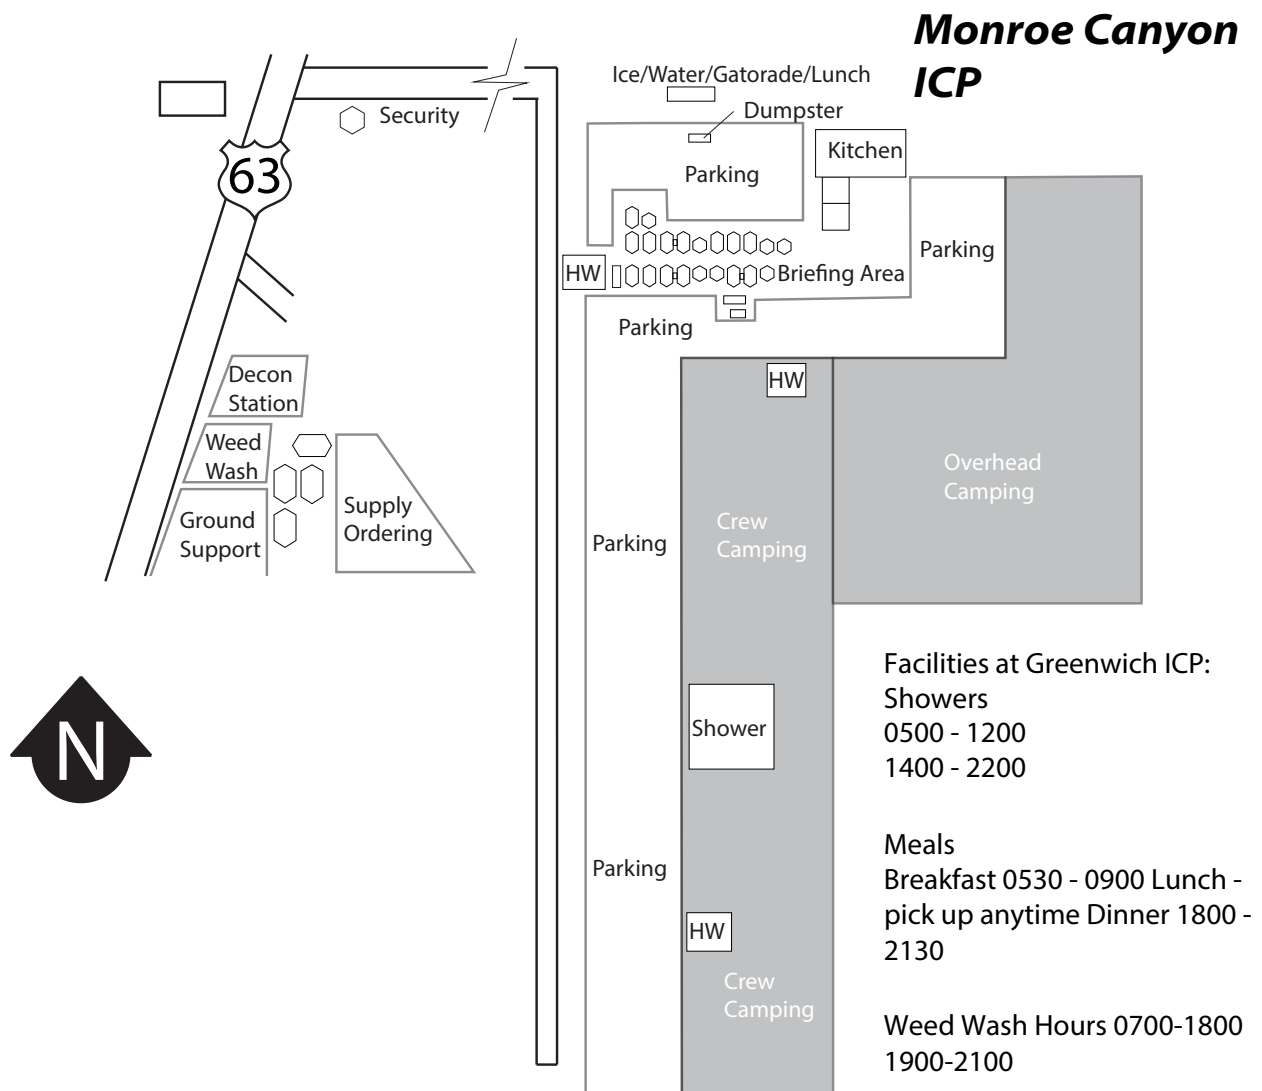 Monroe Canyon
ICP
Ice/Water/Gatorade/Lunch
Dumpster
Security
Kitchen
63
Parking
Parking
HW
Briefing Area
Parking
Decon
Station
HW
Weed
Wash
Overhead
Camping
Supply
Ordering
Ground
Support
Crew
Camping
Parking
Facilities at Greenwich ICP:
Showers
0500 - 1200
1400 - 2200
Shower
N
Meals
Breakfast 0530 - 0900 Lunch -
pick up anytime Dinner 1800 -
2130
Parking
HW
Crew
Camping
Weed Wash Hours 0700-1800
1900-2100